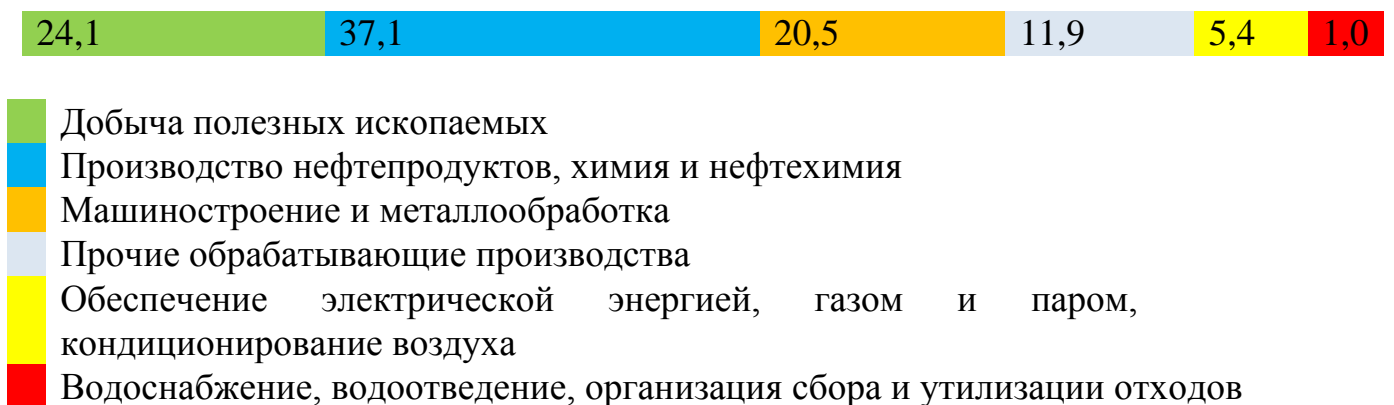 24,1 37,1 20,5 11,9 5,4 1,0
Добыча полезных ископаемых
Производство нефтепродуктов, химия и нефтехимия
Машиностроение и металлообработка
Прочие обрабатывающие производства
Обеспечение электрической энергией, газом и паром,
кондиционирование воздуха
Водоснабжение, водоотведение, организация сбора и утилизации отходов